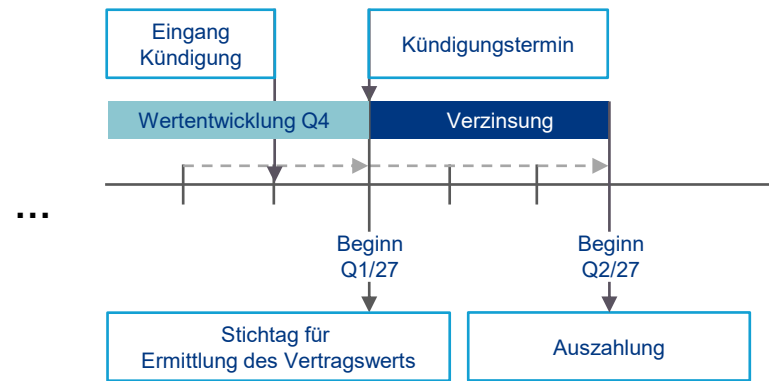 Eingang
Kündigung
Kündigungstermin
Wertentwicklung Q4
Verzinsung
...
Beginn
Q1/27
Beginn
Q2/27
Stichtag für
Ermittlung des Vertragswerts
Auszahlung